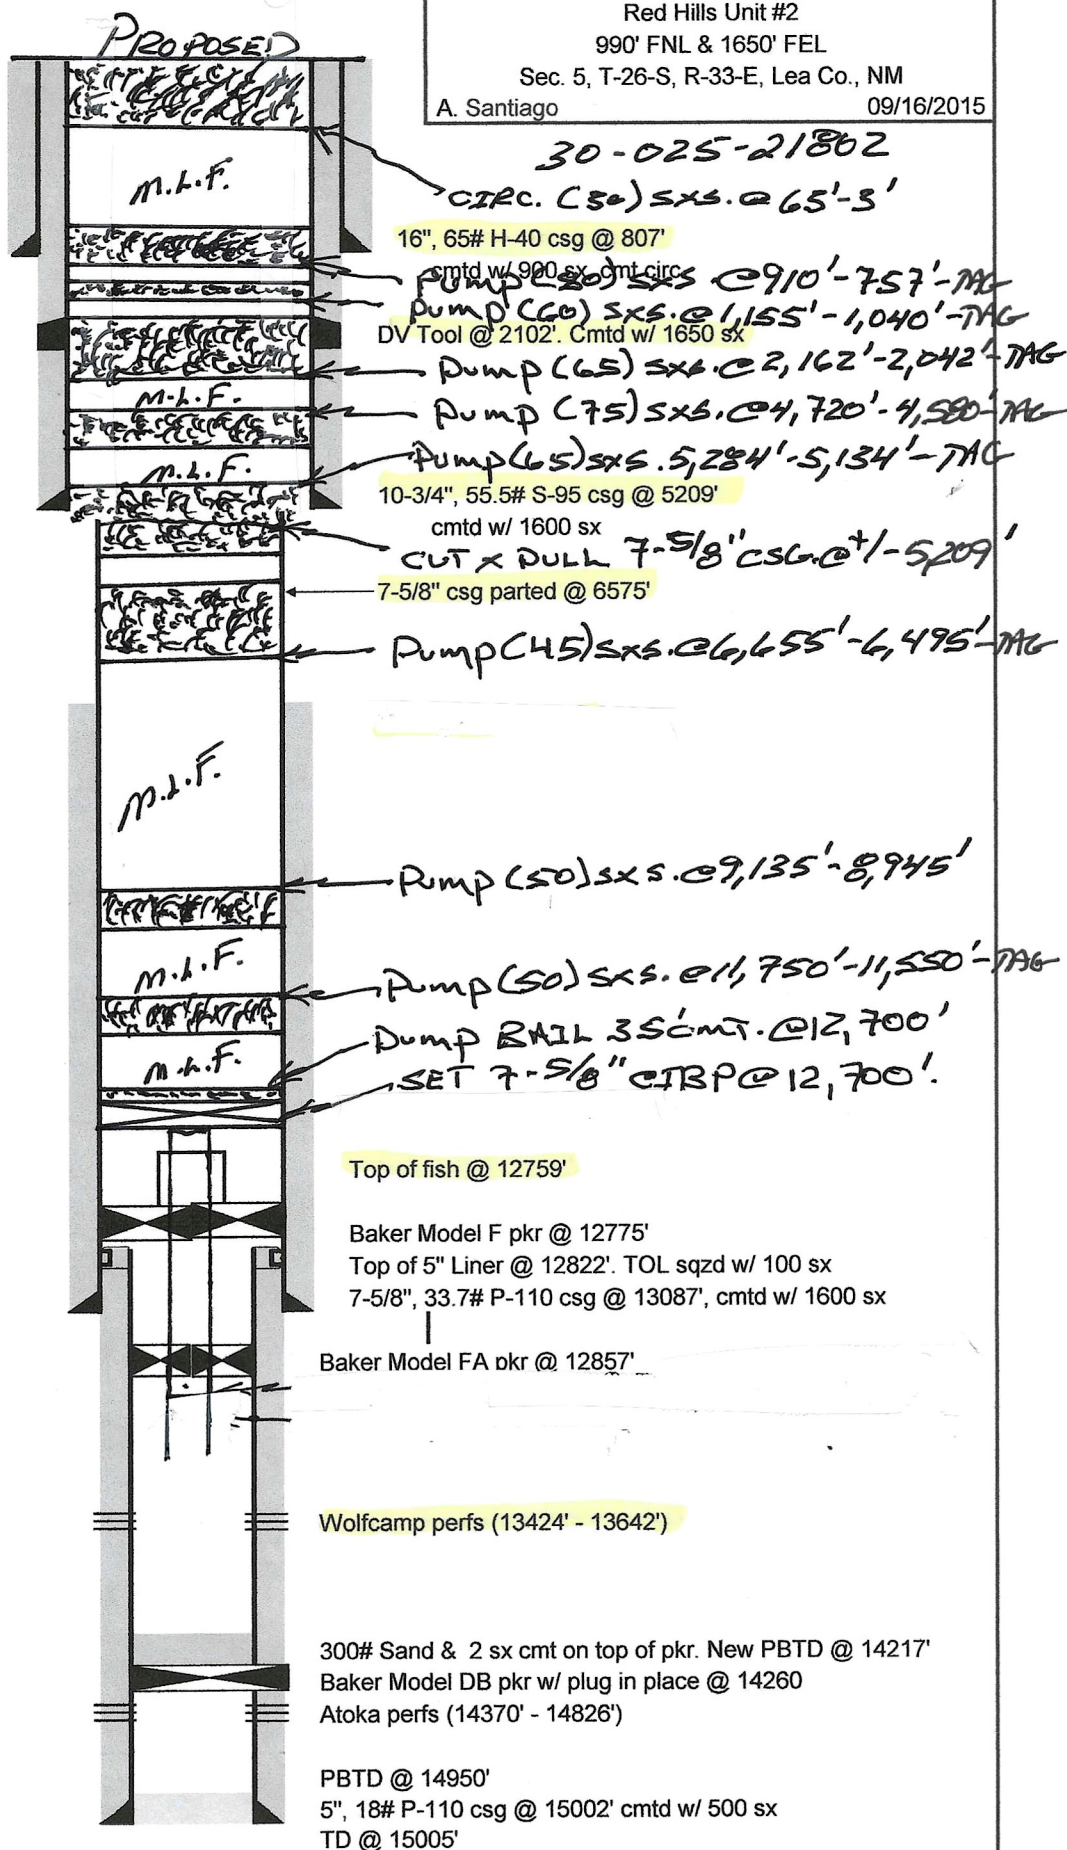 Red Hills Unit #2
PROPOSED
990' FNL & 1650' FEL
Sec. 5, T-26-S, R-33-E, Lea Co., NM
A. Santiago 09/16/2015
30-025-21802
M.L.F.
CIRC. (30) SXS. @ 65'-3'
16", 65# H-40 csg @ 807'
cmtd w/ 900 sx, cmt circ
Pump (80) SXS @ 910'-757'-TAG
Pump (60) SXS. @ 1,155'-1,040'-TAG
DV Tool @ 2102'. Cmtd w/ 1650 sx
Pump (65) SXS. @ 2,162'-2,042'-TAG
M.L.F.
Pump (75) SXS. @ 4,720'-4,580'-TAG
M.L.F.
Pump (65) SXS. 5,284'-5,134'-TAG
10-3/4", 55.5# S-95 csg @ 5209'
cmtd w/ 1600 sx
CUT X PULL 7-5/8" CSG. @ +/- 5,209'
7-5/8" csg parted @ 6575'
Pump (45) SXS. @ 6,655'-6,495'-TAG
M.L.F.
Pump (50) SXS. @ 9,135'-8,945'
M.L.F.
Pump (50) SXS. @ 11,750'-11,550'-TAG
Dump BAIL 35' CMT. @ 12,700'
M.L.F.
SET 7-5/8" CIBP @ 12,700'.
Top of fish @ 12759'
Baker Model F pkr @ 12775'
Top of 5" Liner @ 12822'. TOL sqzd w/ 100 sx
7-5/8", 33.7# P-110 csg @ 13087', cmtd w/ 1600 sx
Baker Model FA pkr @ 12857'
Wolfcamp perfs (13424' - 13642')
300# Sand & 2 sx cmt on top of pkr. New PBTD @ 14217'
Baker Model DB pkr w/ plug in place @ 14260
Atoka perfs (14370' - 14826')
PBTD @ 14950'
5", 18# P-110 csg @ 15002' cmtd w/ 500 sx
TD @ 15005'